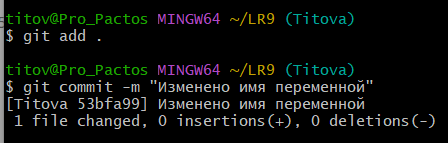 titov@Pro_Pactos MINGW64 ~/LR9 (Titova)
$ git add .
titov@Pro_Pactos MINGW64 ~/LR9 (Titova)
$ git commit -m "Изменено имя переменной"
[Titova 53bfa99] Изменено имя переменной
 1 file changed, 0 insertions(+), 0 deletions(-)